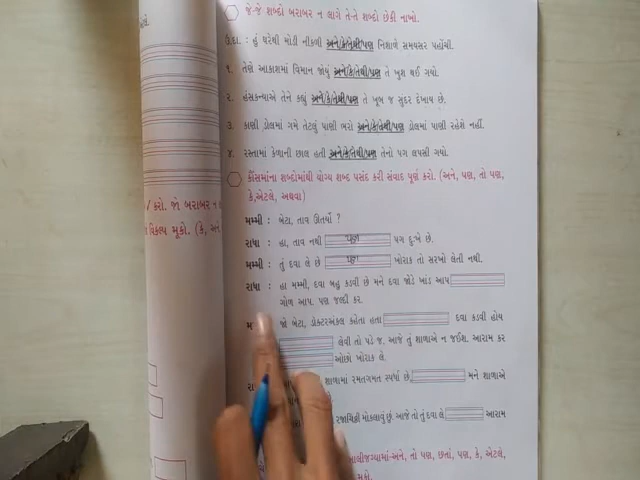 જે-જે શબ્દો બરાબર ન લાગે તે-તે શબ્દો છેકી નાખો.
ઉદા. : હું ઘરેથી મોડી નીકળી અને/કે/તેથી/પણ નિશાળે સમયસર પહોંચી.
૧. તેણે આકાશમાં વિમાન જોયું અને/કે/તેથી/પણ તે ખુશ થઈ ગયો.
૨. હંસકન્યાએ તેને કહ્યું અને/કે/તેથી/પણ તે ખૂબ જ સુંદર દેખાય છે.
૩. કાણી ડોલમાં ગમે તેટલું પાણી ભરો અને/કે/તેથી/પણ ડોલમાં પાણી રહેશે નહીં.
૪. રસ્તામાં કેળાની છાલ હતી અને/કે/તેથી/પણ તેનો પગ લપસી ગયો.
કૌંસમાંના શબ્દોમાંથી યોગ્ય શબ્દ પસંદ કરી સંવાદ પૂર્ણ કરો. (અને, પણ, તો પણ,
કે,એટલે, અથવા)
મમ્મી : બેટા, તાવ ઊતર્યો ?
રાધા : હા, તાવ નથી પણ પગ દુઃખે છે.
મમ્મી : તું દવા લે છે પણ ખોરાક તો સરખો લેતી નથી.
રાધા : હા મમ્મી, દવા બહુ કડવી છે મને દવા જોડે ખાંડ આપ
ગોળ આપ. પણ જલ્દી કર.
મ જો બેટા, ડોક્ટરઅંકલ કહેતા હતા દવા કડવી હોય
લેવી તો પડે જ. આજે તું શાળાએ ન જઈશ. આરામ કર
ઓછો ખોરાક લે.
રા શાળામાં રમતગમત સ્પર્ધા છે, મને શાળાએ
રજાચિઠ્ઠી મોકલાવું છું. આજે તો તું દવા લે આરામ
ખાલીજગ્યામાં-અને, તો પણ, છતાં, પણ, કે, એટલે,
મૂકો.
કરો. જો બરાબર ન
વિકલ્પ મૂકો. (કે, અને